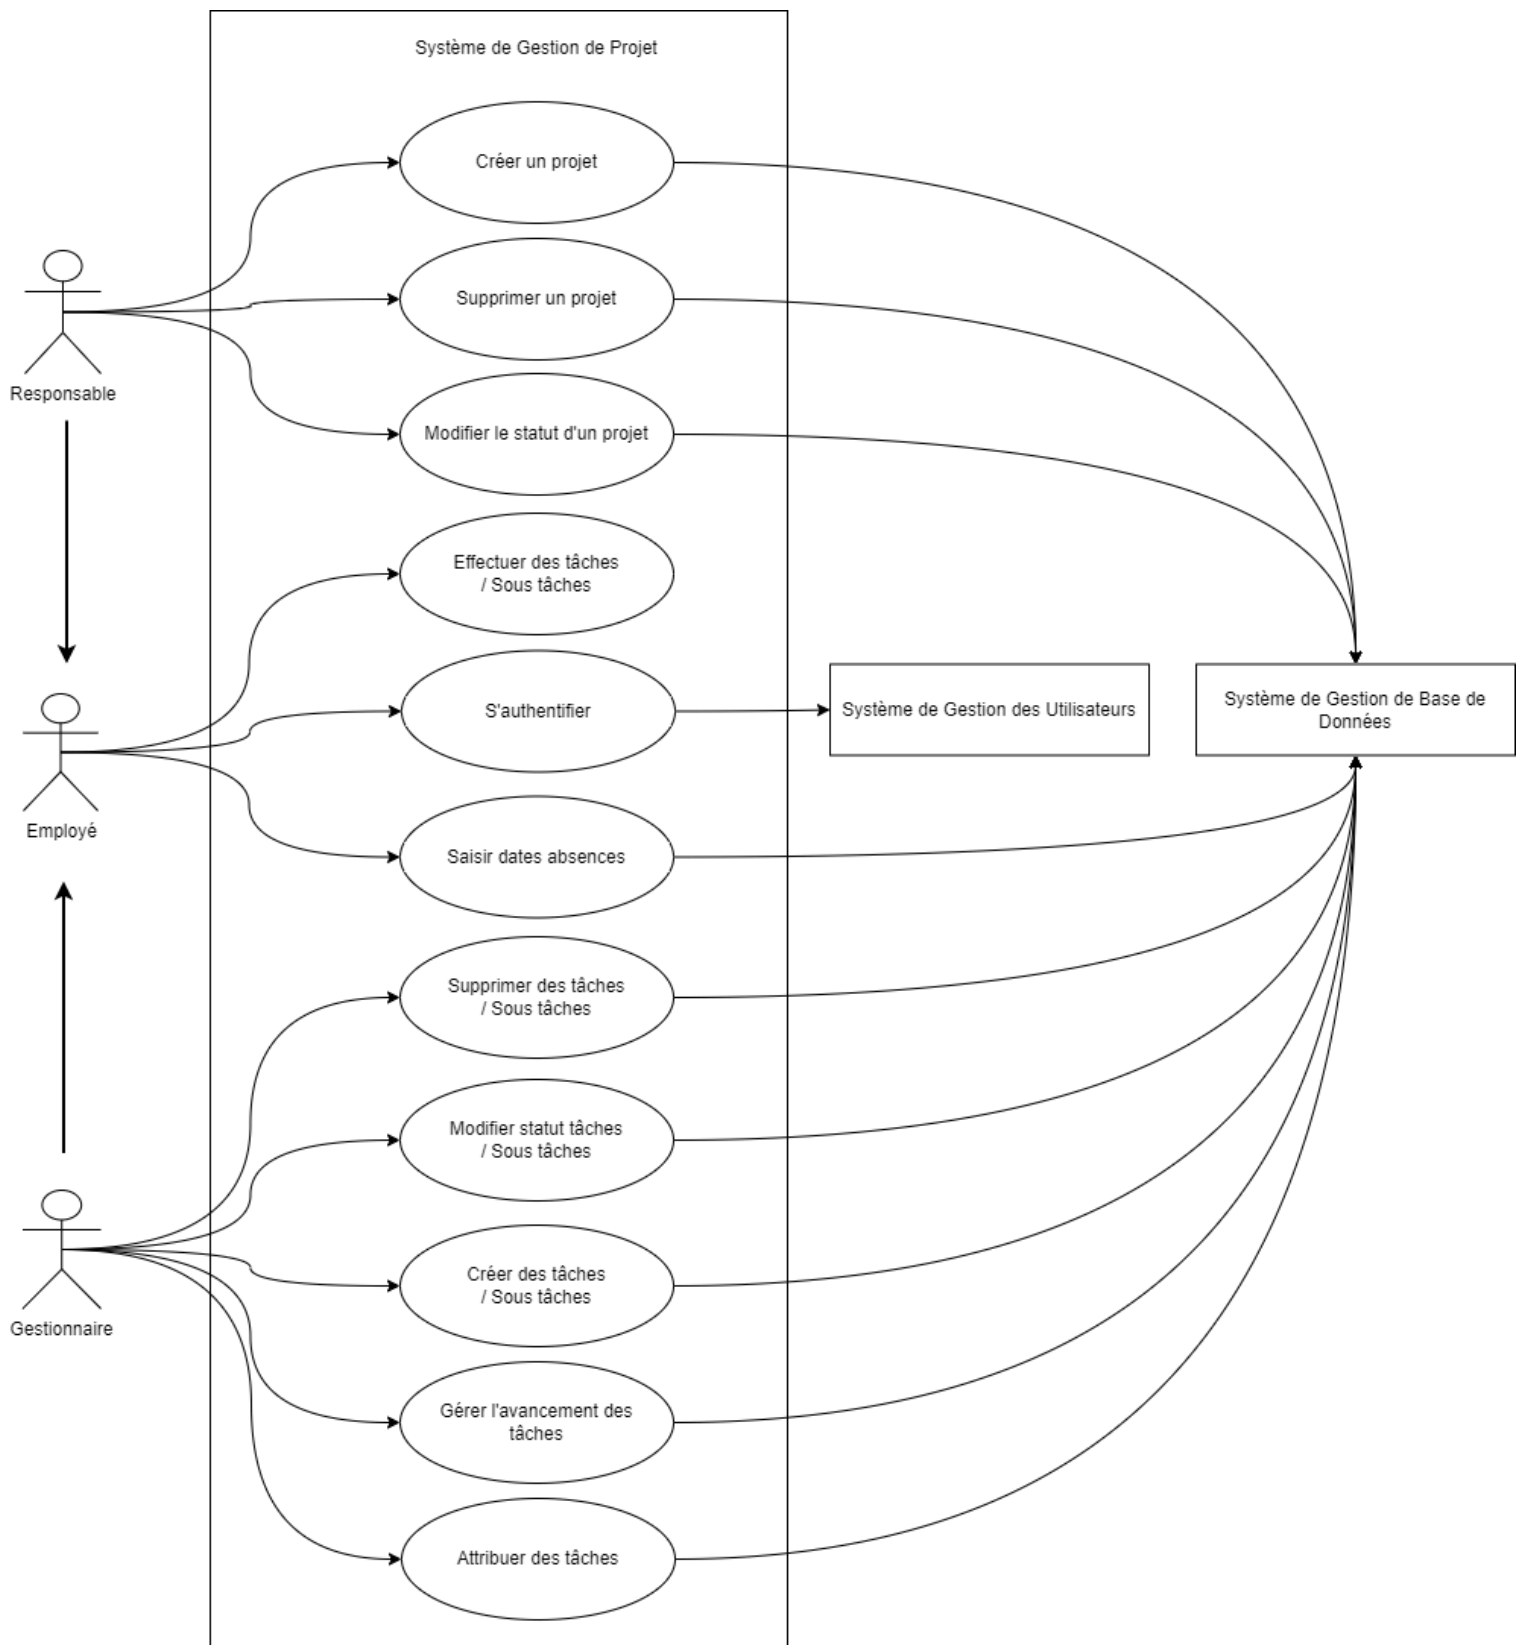 Système de Gestion de Projet
Créer un projet
Supprimer un projet
Responsable
Modifier le statut d'un projet
Effectuer des tâches
/ Sous tâches
S'authentifier
Système de Gestion des Utilisateurs
Système de Gestion de Base de
Données
Employé
Saisir dates absences
Supprimer des tâches
/ Sous tâches
Modifier statut tâches
/ Sous tâches
Créer des tâches
/ Sous tâches
Gestionnaire
Gérer l'avancement des
tâches
Attribuer des tâches